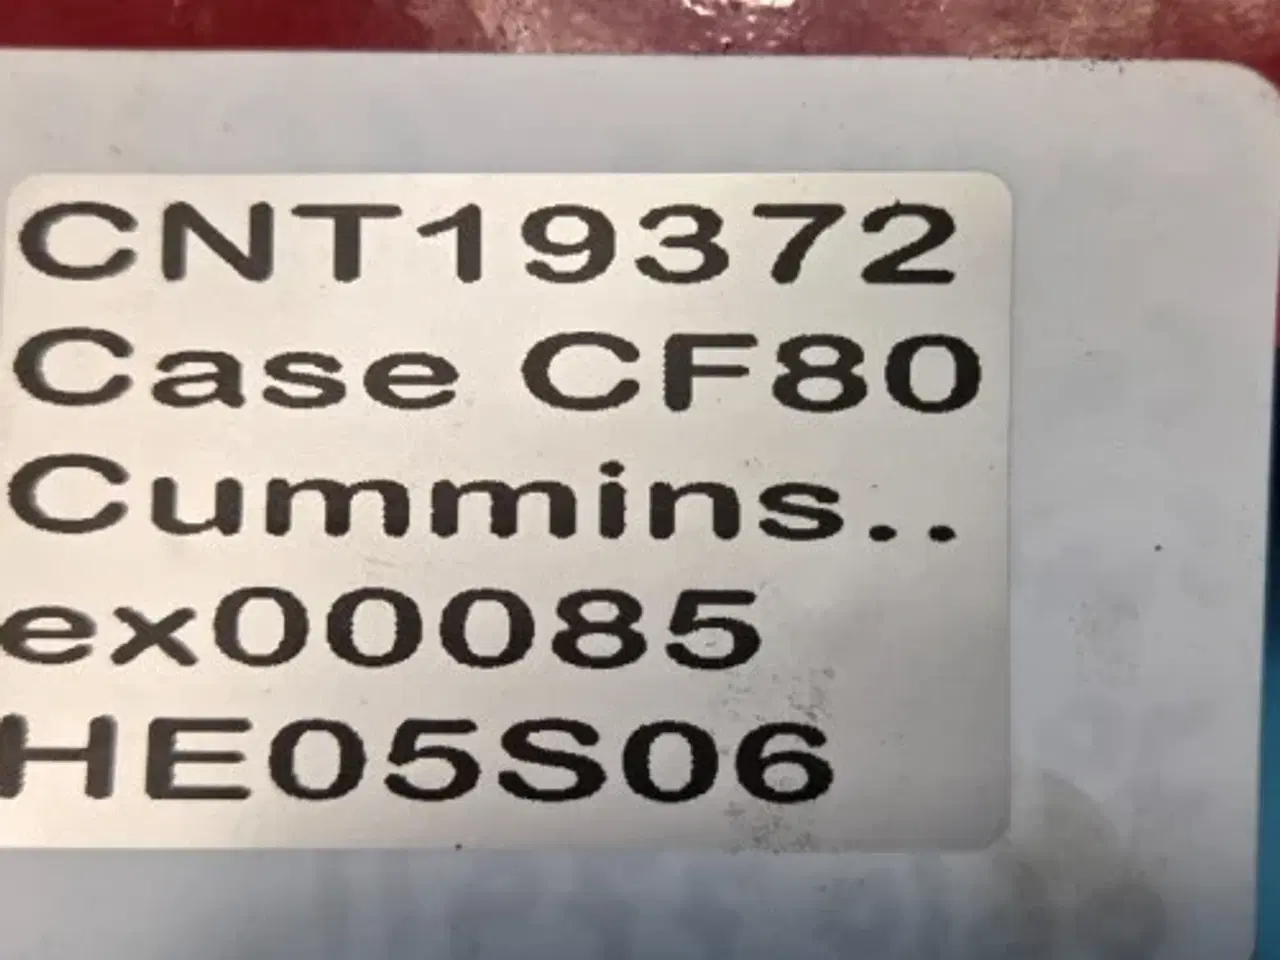 CNT19372
Case CF80
Cummins..
ex00085
HE05S06